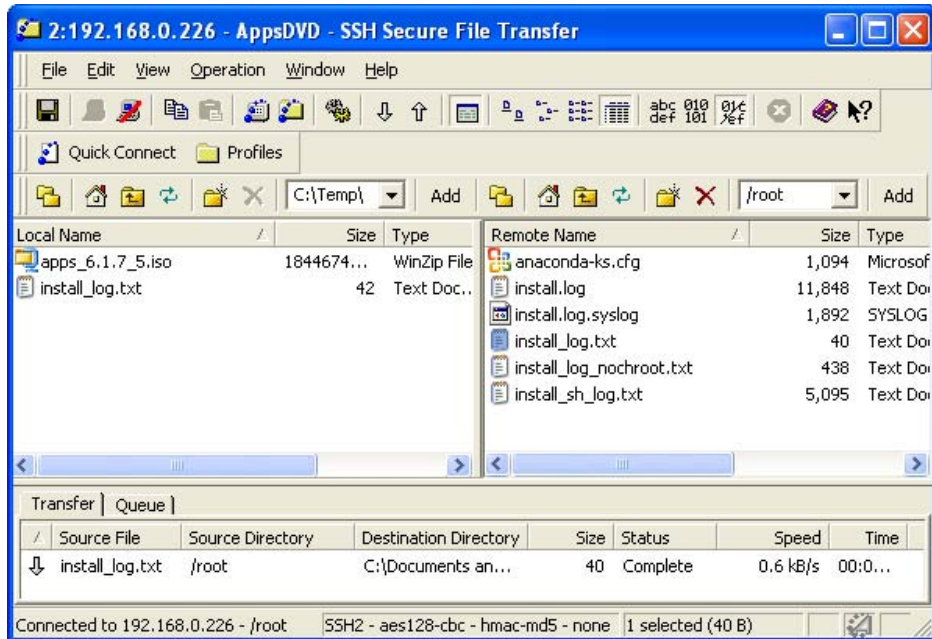 2:192.168.0.226 - AppsDVD - SSH Secure File Transfer
File Edit View Operation Window Help
abc def 010 101
Quick Connect Profiles
C:\Temp\ Add /root Add
Local Name Size Type Remote Name Size Type
apps_6.1.7_5.iso 1844674... WinZip File anaconda-ks.cfg 1,094 Microsof
install_log.txt 42 Text Doc... install.log 11,848 Text Do
install.log.syslog 1,892 SYSLOG
install_log.txt 40 Text Do
install_log_nochroot.txt 438 Text Do
install_sh_log.txt 5,095 Text Do
Transfer Queue
Source File Source Directory Destination Directory Size Status Speed Time
install_log.txt /root C:\Documents an... 40 Complete 0.6 kB/s 00:0...
Connected to 192.168.0.226 - /root SSH2 - aes128-cbc - hmac-md5 - none 1 selected (40 B)